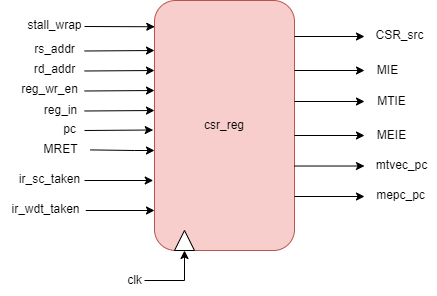 stall_wrap
rs_addr
rd_addr
reg_wr_en
reg_in
pc
MRET
ir_sc_taken
ir_wdt_taken
clk
csr_reg
CSR_src
MIE
MTIE
MEIE
mtvec_pc
mepc_pc